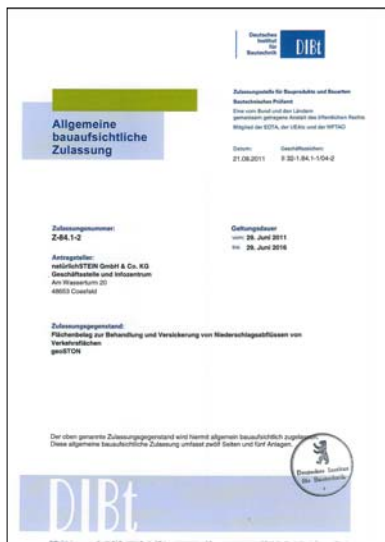 Deutsches
Institut
für
Bautechnik
DIBt
Zulassungsstelle für Bauprodukte und Bauarten
Bautechnisches Prüfamt
Eine vom Bund und den Ländern
gemeinsam getragene Anstalt des öffentlichen Rechts
Mitglied der EOTA, der UEAtc und der WFTAO
Allgemeine
bauaufsichtliche
Zulassung
Datum: Geschäftszeichen:
21.06.2011 II 32-1.84.1-1/04-2
Zulassungsnummer:
Z-84.1-2
Geltungsdauer
vom: 26. Juni 2011
bis: 26. Juni 2016
Antragsteller:
natürlichSTEIN GmbH & Co. KG
Geschäftsstelle und Infozentrum
Am Wasserturm 20
48653 Coesfeld
Zulassungsgegenstand:
Flächenbelag zur Behandlung und Versickerung von Niederschlagsabflüssen von
Verkehrsflächen
geoSTON
Der oben genannte Zulassungsgegenstand wird hiermit allgemein bauaufsichtlich zugelassen.
Diese allgemeine bauaufsichtliche Zulassung umfasst zwölf Seiten und fünf Anlagen.
Deutsches Institut
für Bautechnik
DIBt